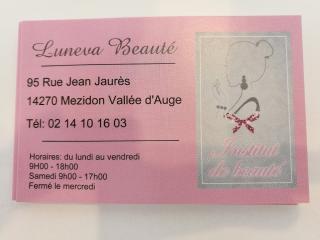 Luneva Beauté
95 Rue Jean Jaurès
14270 Mezidon Vallée d'Auge
Tél: 02 14 10 16 03
Horaires: du lundi au vendredi
9H00 - 18h00
Samedi 9h00 - 17h00
Fermé le mercredi
L'institut
de beauté